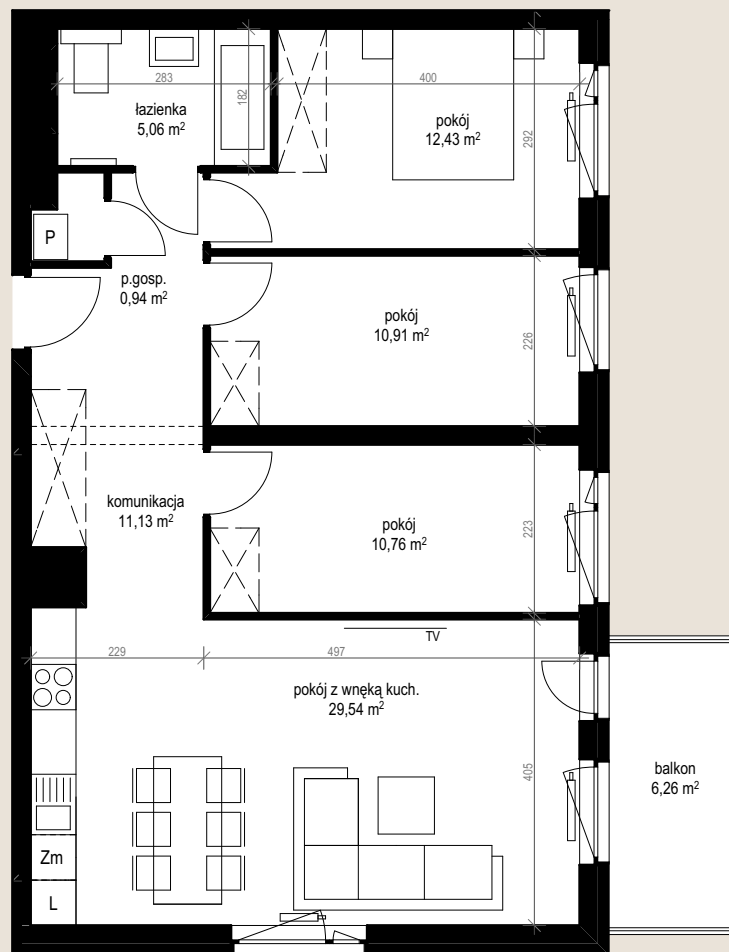 283
400
182
292
łazienka
5,06 m²
pokój
12,43 m²
P
p.gosp.
0,94 m²
pokój
10,91 m²
226
komunikacja
11,13 m²
pokój
10,76 m²
223
TV
229
497
pokój z wnęką kuch.
29,54 m²
405
balkon
6,26 m²
Zm
L